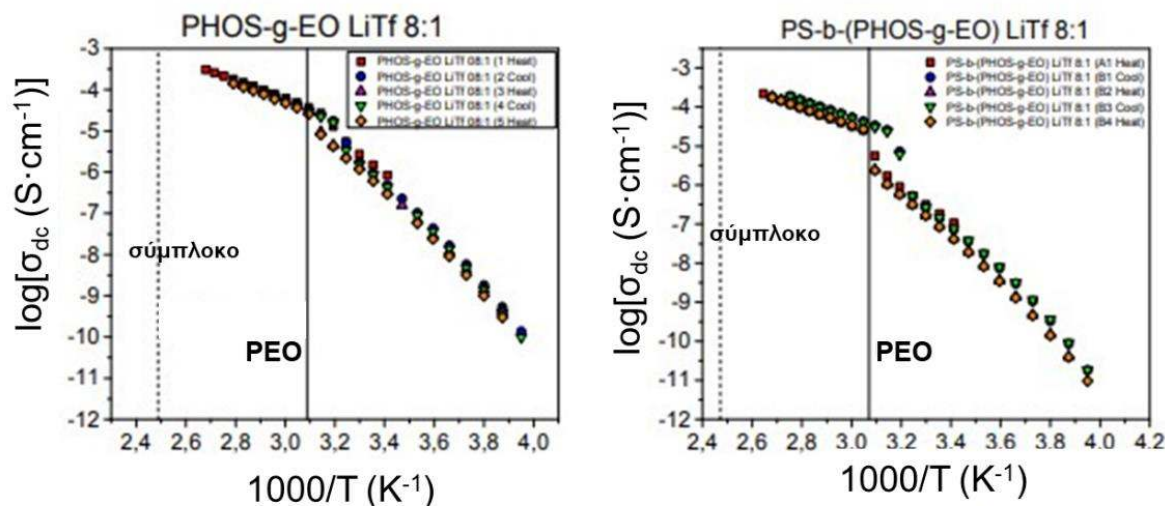 PHOS-g-EO LiTf 8:1
log[σdc (S·cm-1)]
-3
-4
-5
-6
-7
-8
-9
-10
-11
-12
PHOS-g-EO LiTf 08:1 (1 Heat)
PHOS-g-EO LiTf 08:1 (2 Cool)
PHOS-g-EO LiTf 08:1 (3 Heat)
PHOS-g-EO LiTf 08:1 (4 Cool)
PHOS-g-EO LiTf 08:1 (5 Heat)
σύμπλοκο
PEO
2,4 2,6 2,8 3,0 3,2 3,4 3,6 3,8 4,0
1000/T (K-1)
PS-b-(PHOS-g-EO) LiTf 8:1
log[σdc (S·cm-1)]
-3
-4
-5
-6
-7
-8
-9
-10
-11
-12
PS-b-(PHOS-g-EO) LiTf 8:1 (A1 Heat)
PS-b-(PHOS-g-EO) LiTf 8:1 (B1 Cool)
PS-b-(PHOS-g-EO) LiTf 8:1 (B2 Heat)
PS-b-(PHOS-g-EO) LiTf 8:1 (B3 Cool)
PS-b-(PHOS-g-EO) LiTf 8:1 (B4 Heat)
σύμπλοκο
PEO
2,4 2,6 2,8 3.0 3.2 3.4 3.6 3.8 4.0 4.2
1000/T (K-1)